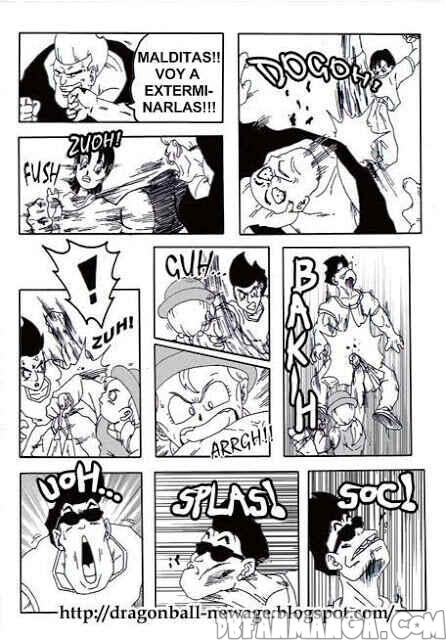 MALDITAS!!
VOY A
EXTERMI-
NARLAS!!!
DOGOH!
ZUOH!
FUSH
!
ZUH!
GUH...
ARRGH!!
BAKIH
UOH...
SPLAS!
SOC!
http://dragonball-newage.blogspot.com/
DBFANMANGA.COM